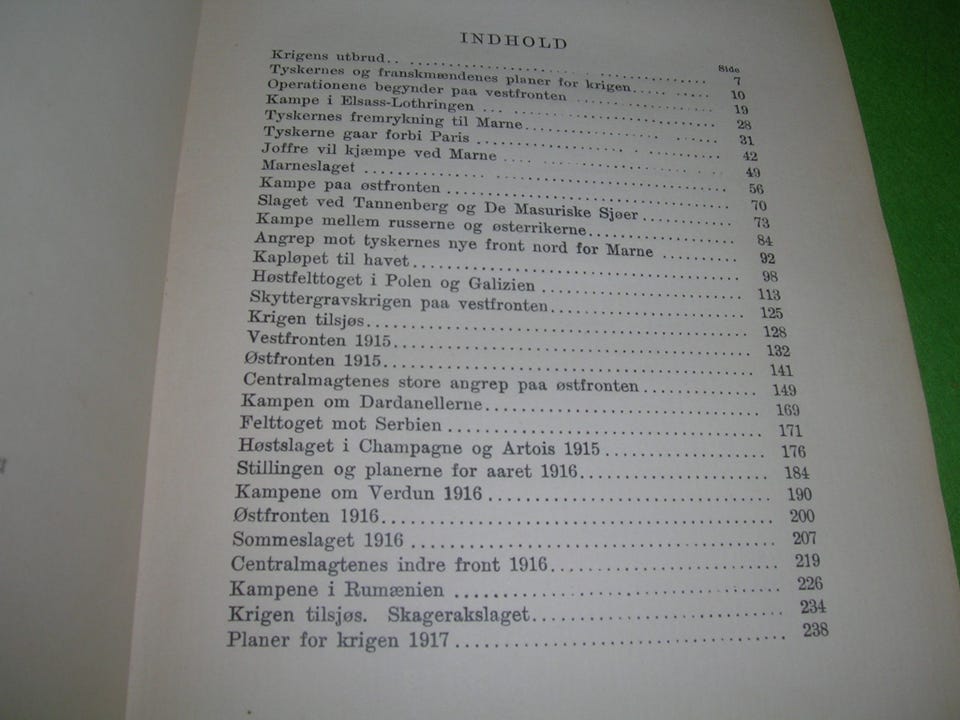 INDHOLD
Side
Krigens utbrud.. .......... 7
Tyskernes og franskmændenes planer for krigen.......... 10
Operationene begynder paa vestfronten .......... 19
Kampe i Elsass-Lothringen .......... 28
Tyskernes fremrykning til Marne.......... 31
Tyskerne gaar forbi Paris .......... 42
Joffre vil kjæmpe ved Marne .......... 49
Marneslaget .......... 56
Kampe paa østfronten .......... 70
Slaget ved Tannenberg og De Masuriske Sjøer .......... 73
Kampe mellem russerne og østerrikerne.......... 84
Angrep mot tyskernes nye front nord for Marne .......... 92
Kapløpet til havet.......... 98
Høstfelttoget i Polen og Galizien .......... 113
Skyttergravskrigen paa vestfronten.......... 125
Krigen tilsjøs.......... 128
Vestfronten 1915.......... 132
Østfronten 1915.......... 141
Centralmagtenes store angrep paa østfronten .......... 149
Kampen om Dardanellerne.......... 169
Felttoget mot Serbien .......... 171
Høstslaget i Champagne og Artois 1915 .......... 176
Stillingen og planerne for aaret 1916.......... 184
Kampene om Verdun 1916 .......... 190
Østfronten 1916.......... 200
Sommeslaget 1916 .......... 207
Centralmagtenes indre front 1916.......... 219
Kampene i Rumænien .......... 226
Krigen tilsjøs. Skagerakslaget.......... 234
Planer for krigen 1917 .......... 238